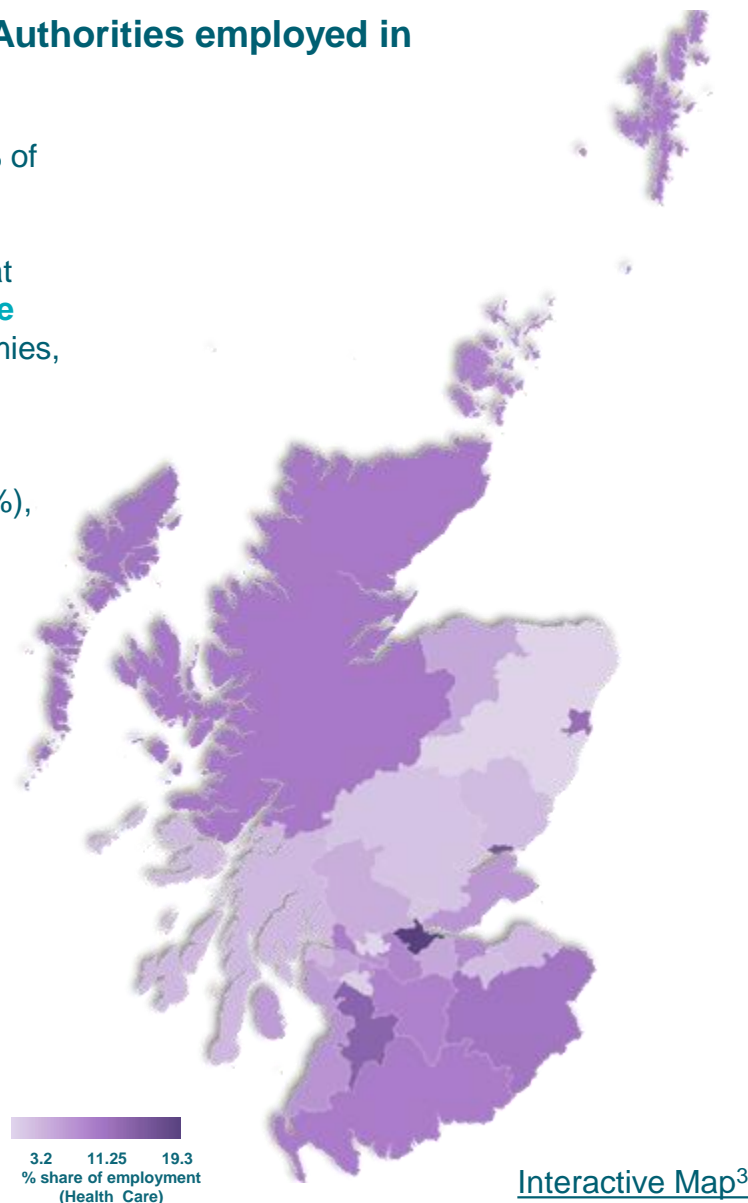 Authorities employed in
of
at
e
nies,
%),
3.2 11.25 19.3
% share of employment
(Health Care)
Interactive Map³